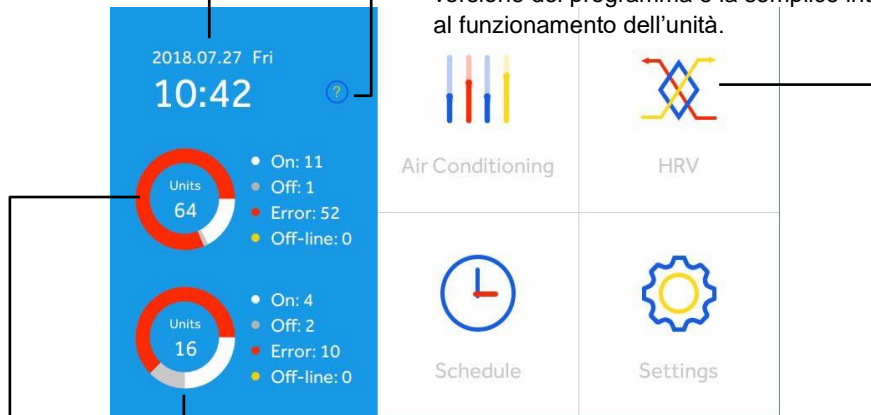 versione del programma e la semplice int
al funzionamento dell’unità.
2018.07.27 Fri
10:42
?
Units
64
On: 11
Off: 1
Error: 52
Off-line: 0
Units
16
On: 4
Off: 2
Error: 10
Off-line: 0
Air Conditioning
HRV
Schedule
Settings